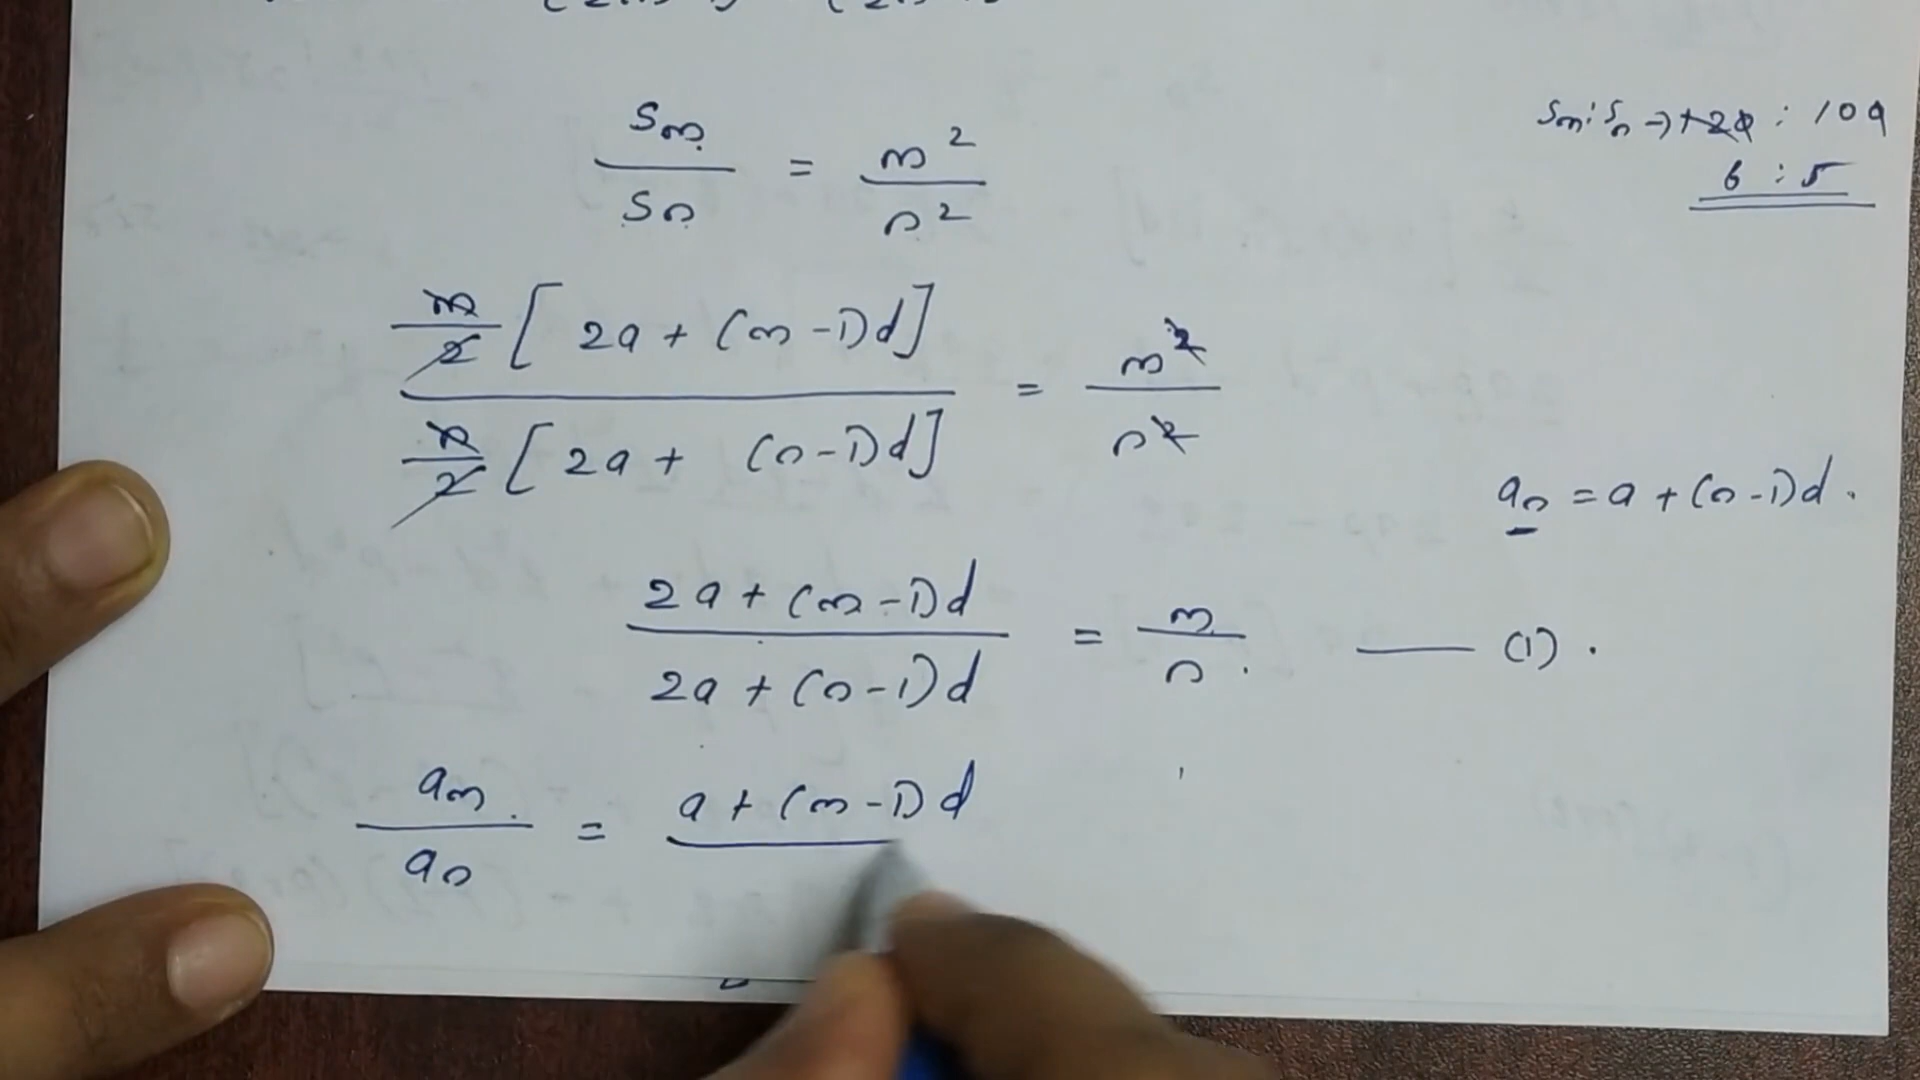 Sm / Sn = m² / n²
Sm : Sn → 12a : 10a
6 : 5
m/2 [2a + (m-1)d] / n/2 [2a + (n-1)d] = m² / n²
an = a + (n-1)d .
2a + (m-1)d / 2a + (n-1)d = m / n . —— (1) .
am / an = a + (m-1)d